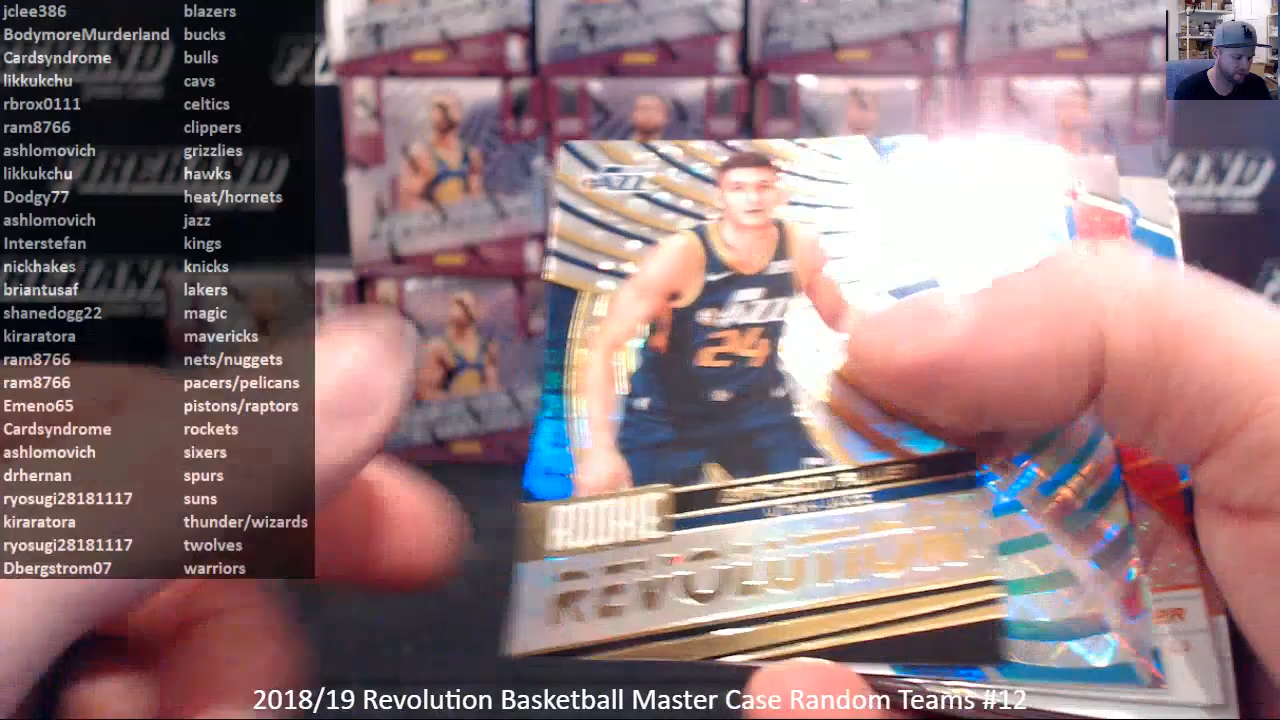 jclee386 blazers
BodymoreMurderland bucks
Cardsyndrome bulls
likkukchu cavs
rbrox0111 celtics
ram8766 clippers
ashlomovich grizzlies
likkukchu hawks
Dodgy77 heat/hornets
ashlomovich jazz
Interstefan kings
nickhakes knicks
briantusaf lakers
shanedogg22 magic
kiraratora mavericks
ram8766 nets/nuggets
ram8766 pacers/pelicans
Emeno65 pistons/raptors
Cardsyndrome rockets
ashlomovich sixers
drhernan spurs
ryosugi28181117 suns
kiraratora thunder/wizards
ryosugi28181117 twolves
Dbergstrom07 warriors
JAZZ
JAZZ
24
ROOKIE
REVOLUTION
2018/19 Revolution Basketball Master Case Random Teams #12